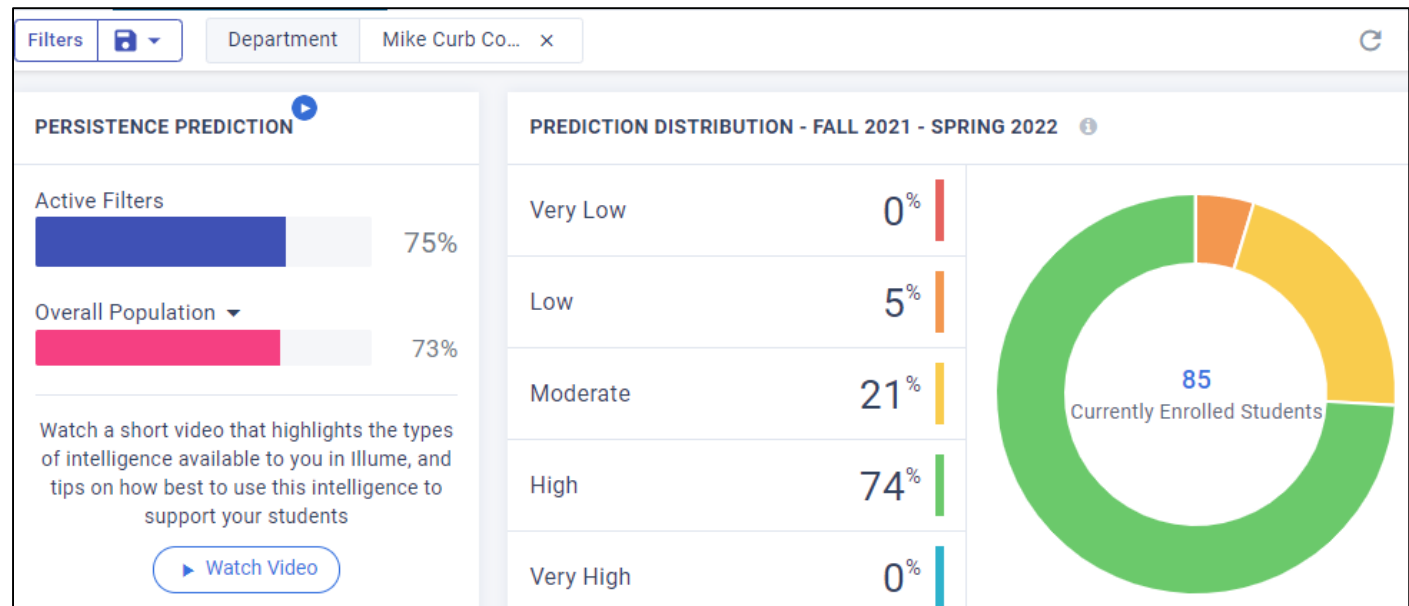 Filters
Department
Mike Curb Co...
PERSISTENCE PREDICTION
Active Filters
75%
Overall Population
73%
Watch a short video that highlights the types
of intelligence available to you in Illume, and
tips on how best to use this intelligence to
support your students
Watch Video
PREDICTION DISTRIBUTION - FALL 2021 - SPRING 2022
Very Low 0%
Low 5%
Moderate 21%
High 74%
Very High 0%
85
Currently Enrolled Students